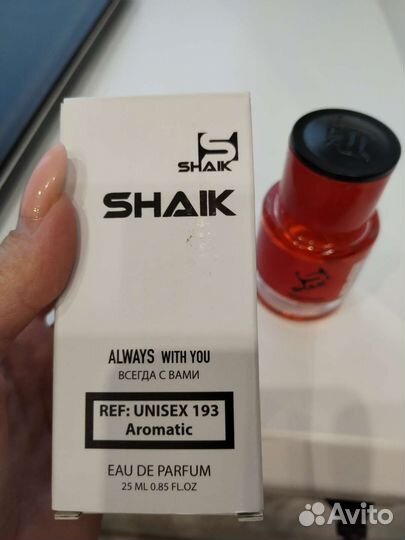 S
SHAIK
SHAIK
ALWAYS WITH YOU
ВСЕГДА С ВАМИ
REF: UNISEX 193
Aromatic
EAU DE PARFUM
25 ML 0.85 FL.OZ
SHAIK
Avito